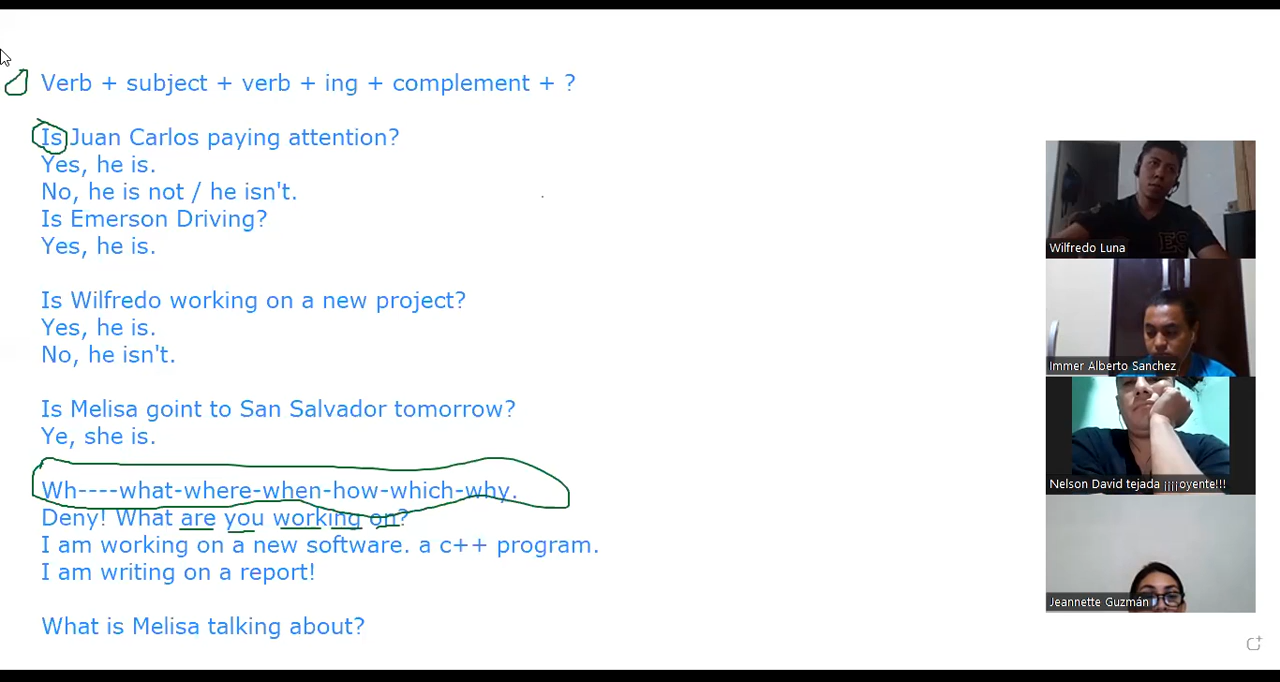 Verb + subject + verb + ing + complement + ?
Is Juan Carlos paying attention?
Yes, he is.
No, he is not / he isn't.
Is Emerson Driving?
Yes, he is.
Is Wilfredo working on a new project?
Yes, he is.
No, he isn't.
Is Melisa goint to San Salvador tomorrow?
Ye, she is.
Wh----what-where-when-how-which-why.
Deny! What are you working on?
I am working on a new software. a c++ program.
I am writing on a report!
What is Melisa talking about?
Wilfredo Luna
Immer Alberto Sanchez
Nelson David tejada ¡¡¡¡oyente!!!
Jeannette Guzmán